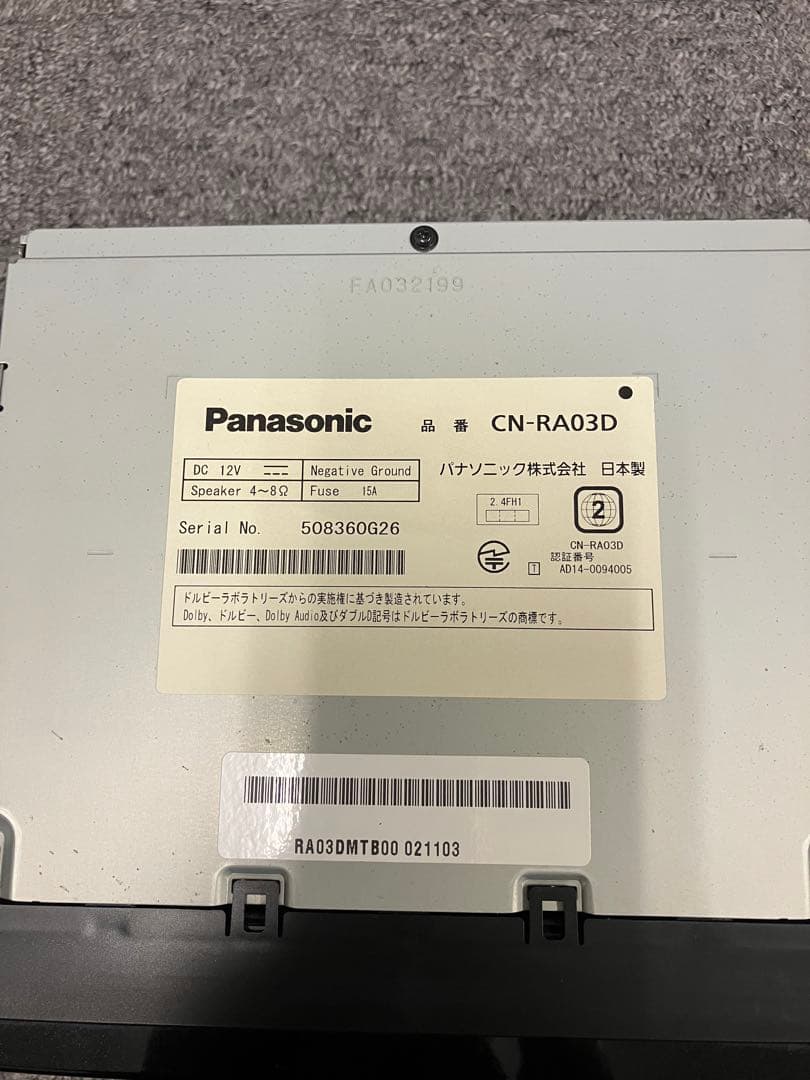 FA032199
Panasonic 品番 CN-RA03D
DC 12V Negative Ground
Speaker 4～8Ω Fuse 15A
パナソニック株式会社 日本製
Serial No. 508360G26
2.4FH1
2
CN-RA03D
認証番号
T AD14-0094005
ドルビーラボラトリーズからの実施権に基づき製造されています。
Dolby、ドルビー、Dolby Audio及びダブルD記号はドルビーラボラトリーズの商標です。
RA03DMTB00 021103